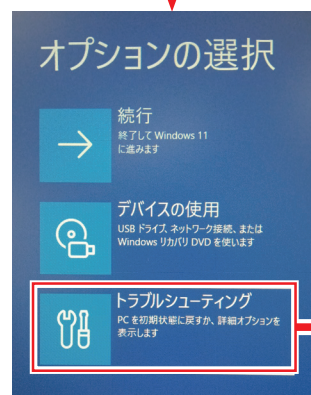 オプションの選択
続行
終了して Windows 11
に進みます
デバイスの使用
USB ドライブ、ネットワーク接続、または
Windows リカバリ DVD を使います
トラブルシューティング
PC を初期状態に戻すか、詳細オプションを
表示します